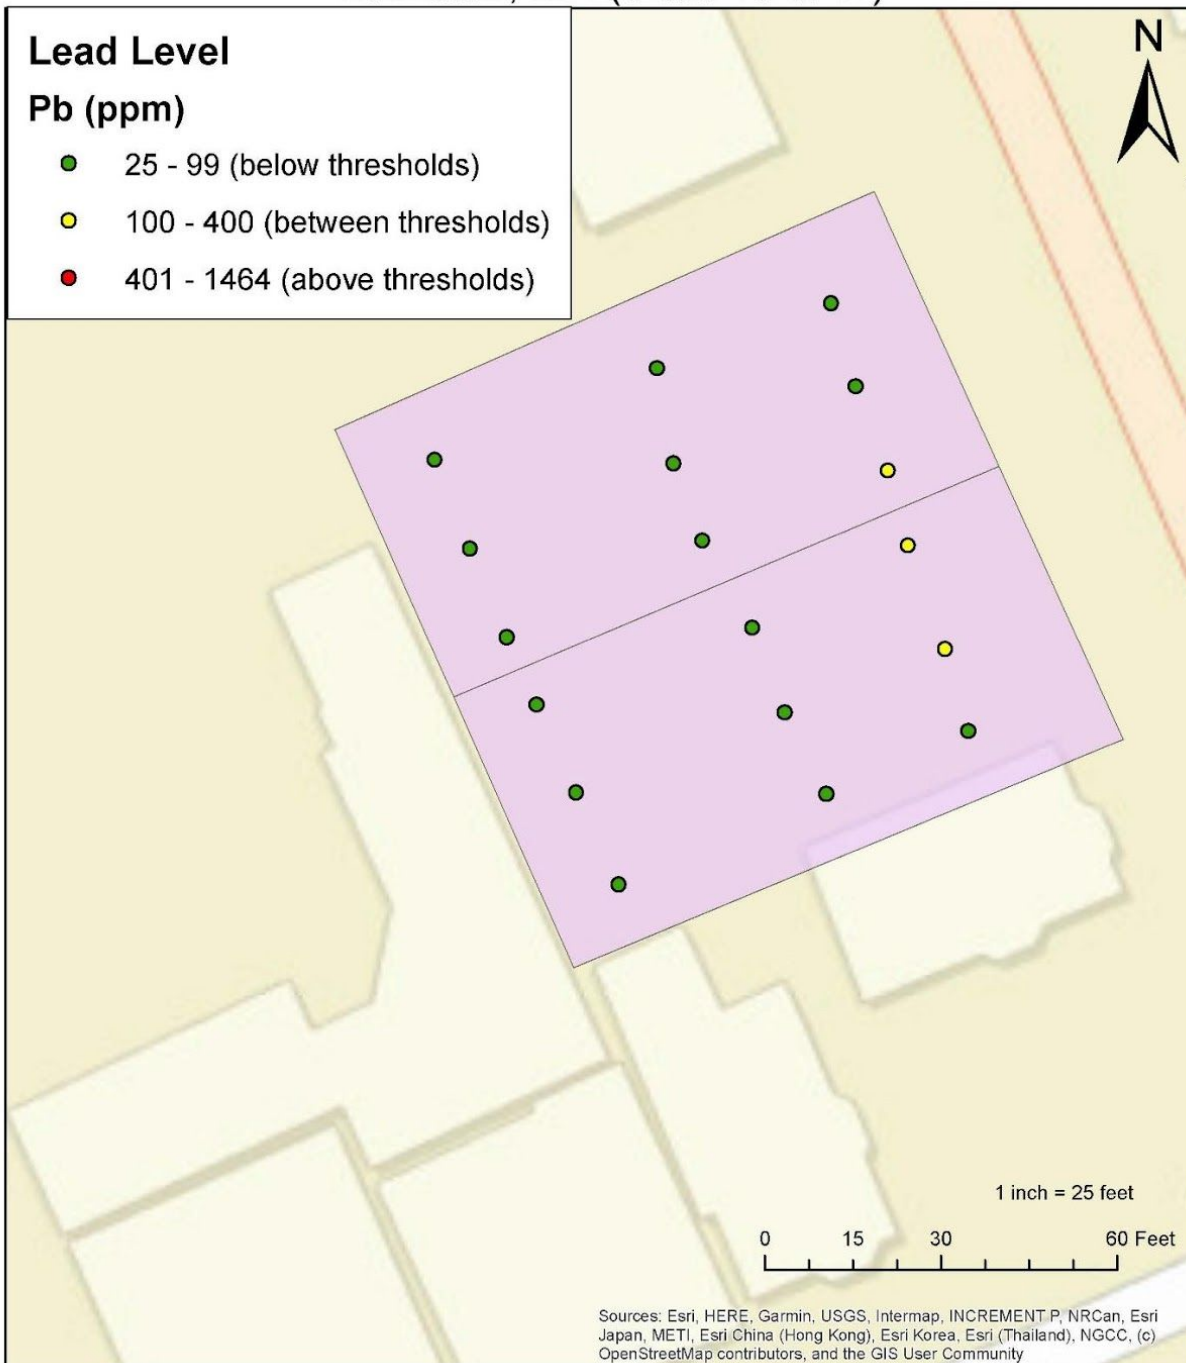 Lead Level
Pb (ppm)
25 - 99 (below thresholds)
100 - 400 (between thresholds)
401 - 1464 (above thresholds)
N
1 inch = 25 feet
0 15 30 60 Feet
Sources: Esri, HERE, Garmin, USGS, Intermap, INCREMENT P, NRCan, Esri
Japan, METI, Esri China (Hong Kong), Esri Korea, Esri (Thailand), NGCC, (c)
OpenStreetMap contributors, and the GIS User Community